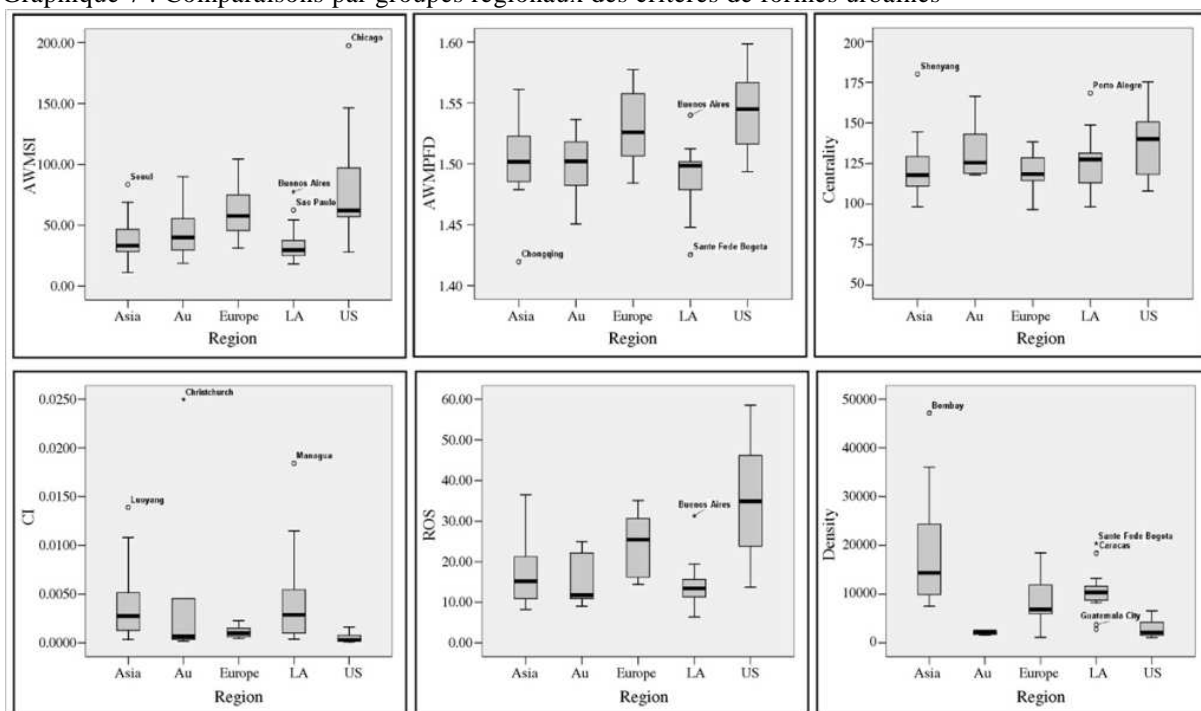 Graphique 7 : Comparaisons par groupes régionaux des critères de formes urbaines
200.00
150.00
100.00
50.00
0.00
AWMSI
Chicago
Seoul
Buenos Aires
Sao Paulo
Asia Au Europe LA US
Region
1.60
1.55
1.50
1.45
1.40
AWMPFD
Buenos Aires
Chongqing
Sante Fede Bogota
Asia Au Europe LA US
Region
200
175
150
125
100
75
50
Centrality
Shenyang
Porto Alegre
Asia Au Europe LA US
Region
0.0250
0.0200
0.0150
0.0100
0.0050
0.0000
CI
Christchurch
Managua
Luoyang
Asia Au Europe LA US
Region
60.00
50.00
40.00
30.00
20.00
10.00
0.00
ROS
Buenos Aires
Asia Au Europe LA US
Region
50000
40000
30000
20000
10000
0
Density
Bombay
Sante Fede Bogota
Caracas
Guatemala City
Asia Au Europe LA US
Region